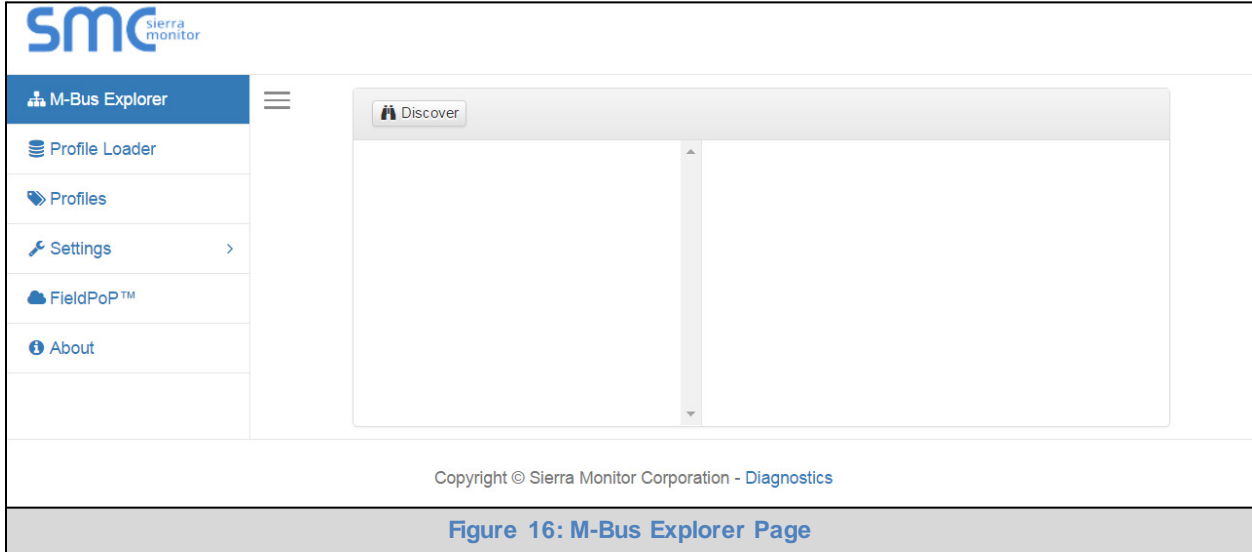 SMC sierra
monitor
M-Bus Explorer
Discover
Profile Loader
Profiles
Settings
FieldPoP™
About
Copyright © Sierra Monitor Corporation - Diagnostics
Figure 16: M-Bus Explorer Page